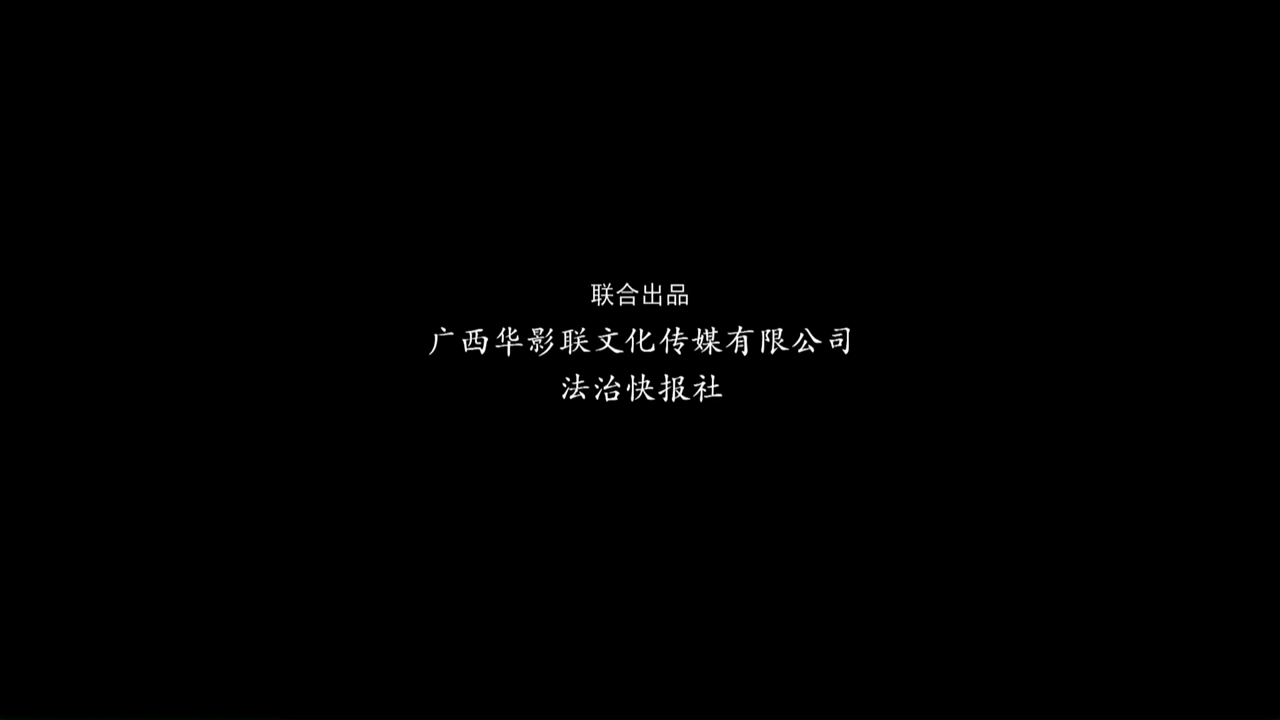 联合出品
广西华影联文化传媒有限公司
法治快报社